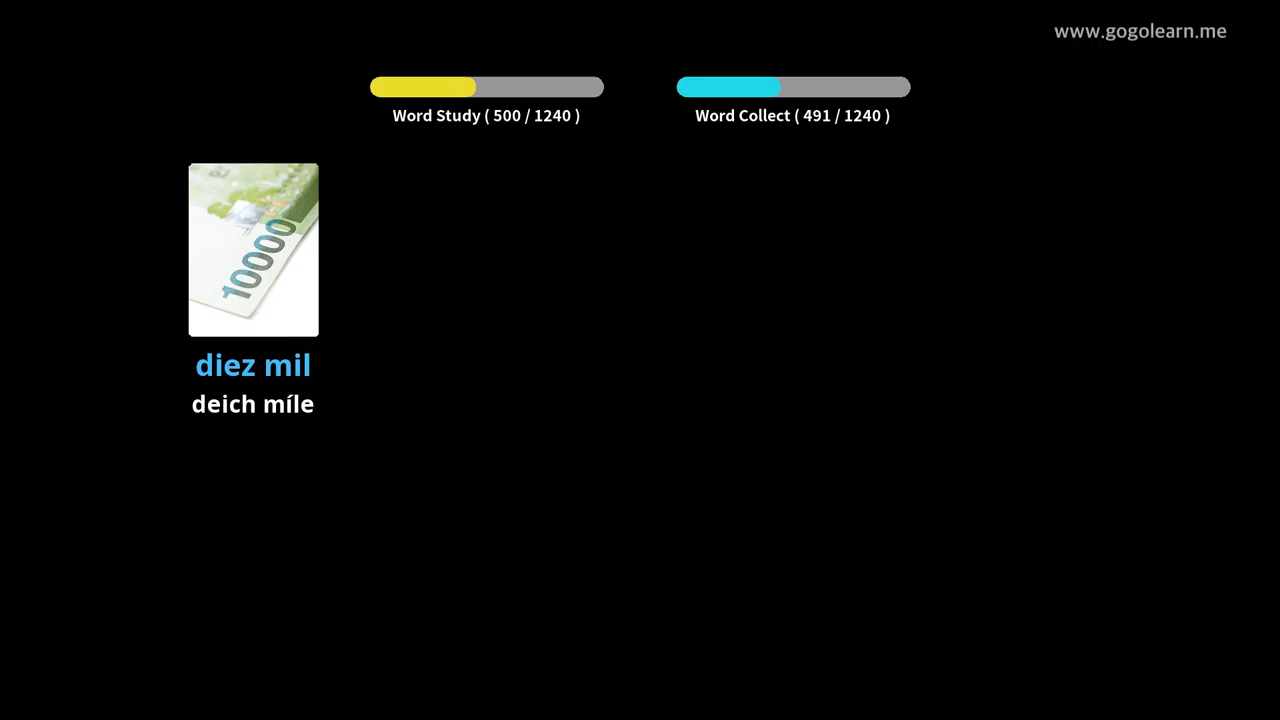 www.gogolearn.me
Word Study ( 500 / 1240 )
Word Collect ( 491 / 1240 )
10000
diez mil
deich míle